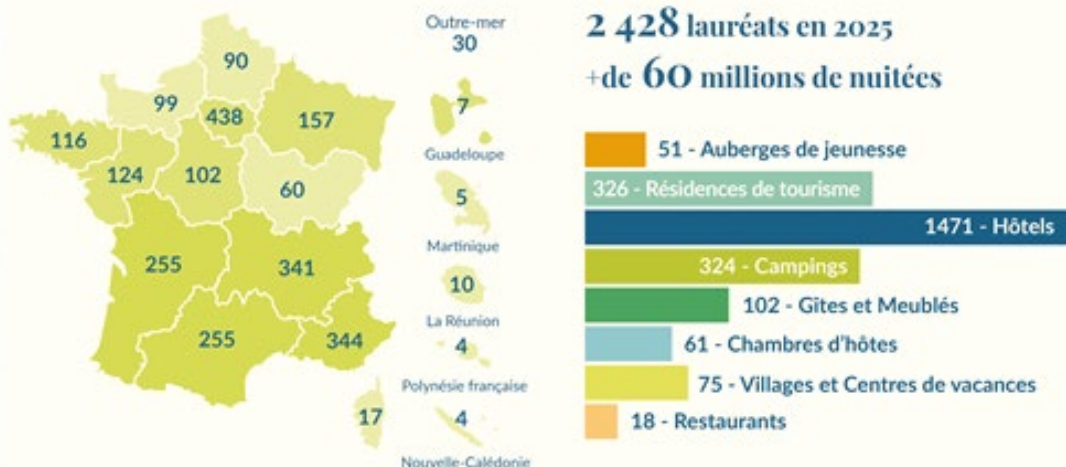 Outre-mer
30
90
99
438
157
116
124
102
60
255
341
255
344
17
7
Guadeloupe
5
Martinique
10
La Réunion
4
Polynésie française
4
Nouvelle-Calédonie
2 428 lauréats en 2025
+de 60 millions de nuitées
51 - Auberges de jeunesse
326 - Résidences de tourisme
1471 - Hôtels
324 - Campings
102 - Gîtes et Meublés
61 - Chambres d'hôtes
75 - Villages et Centres de vacances
18 - Restaurants